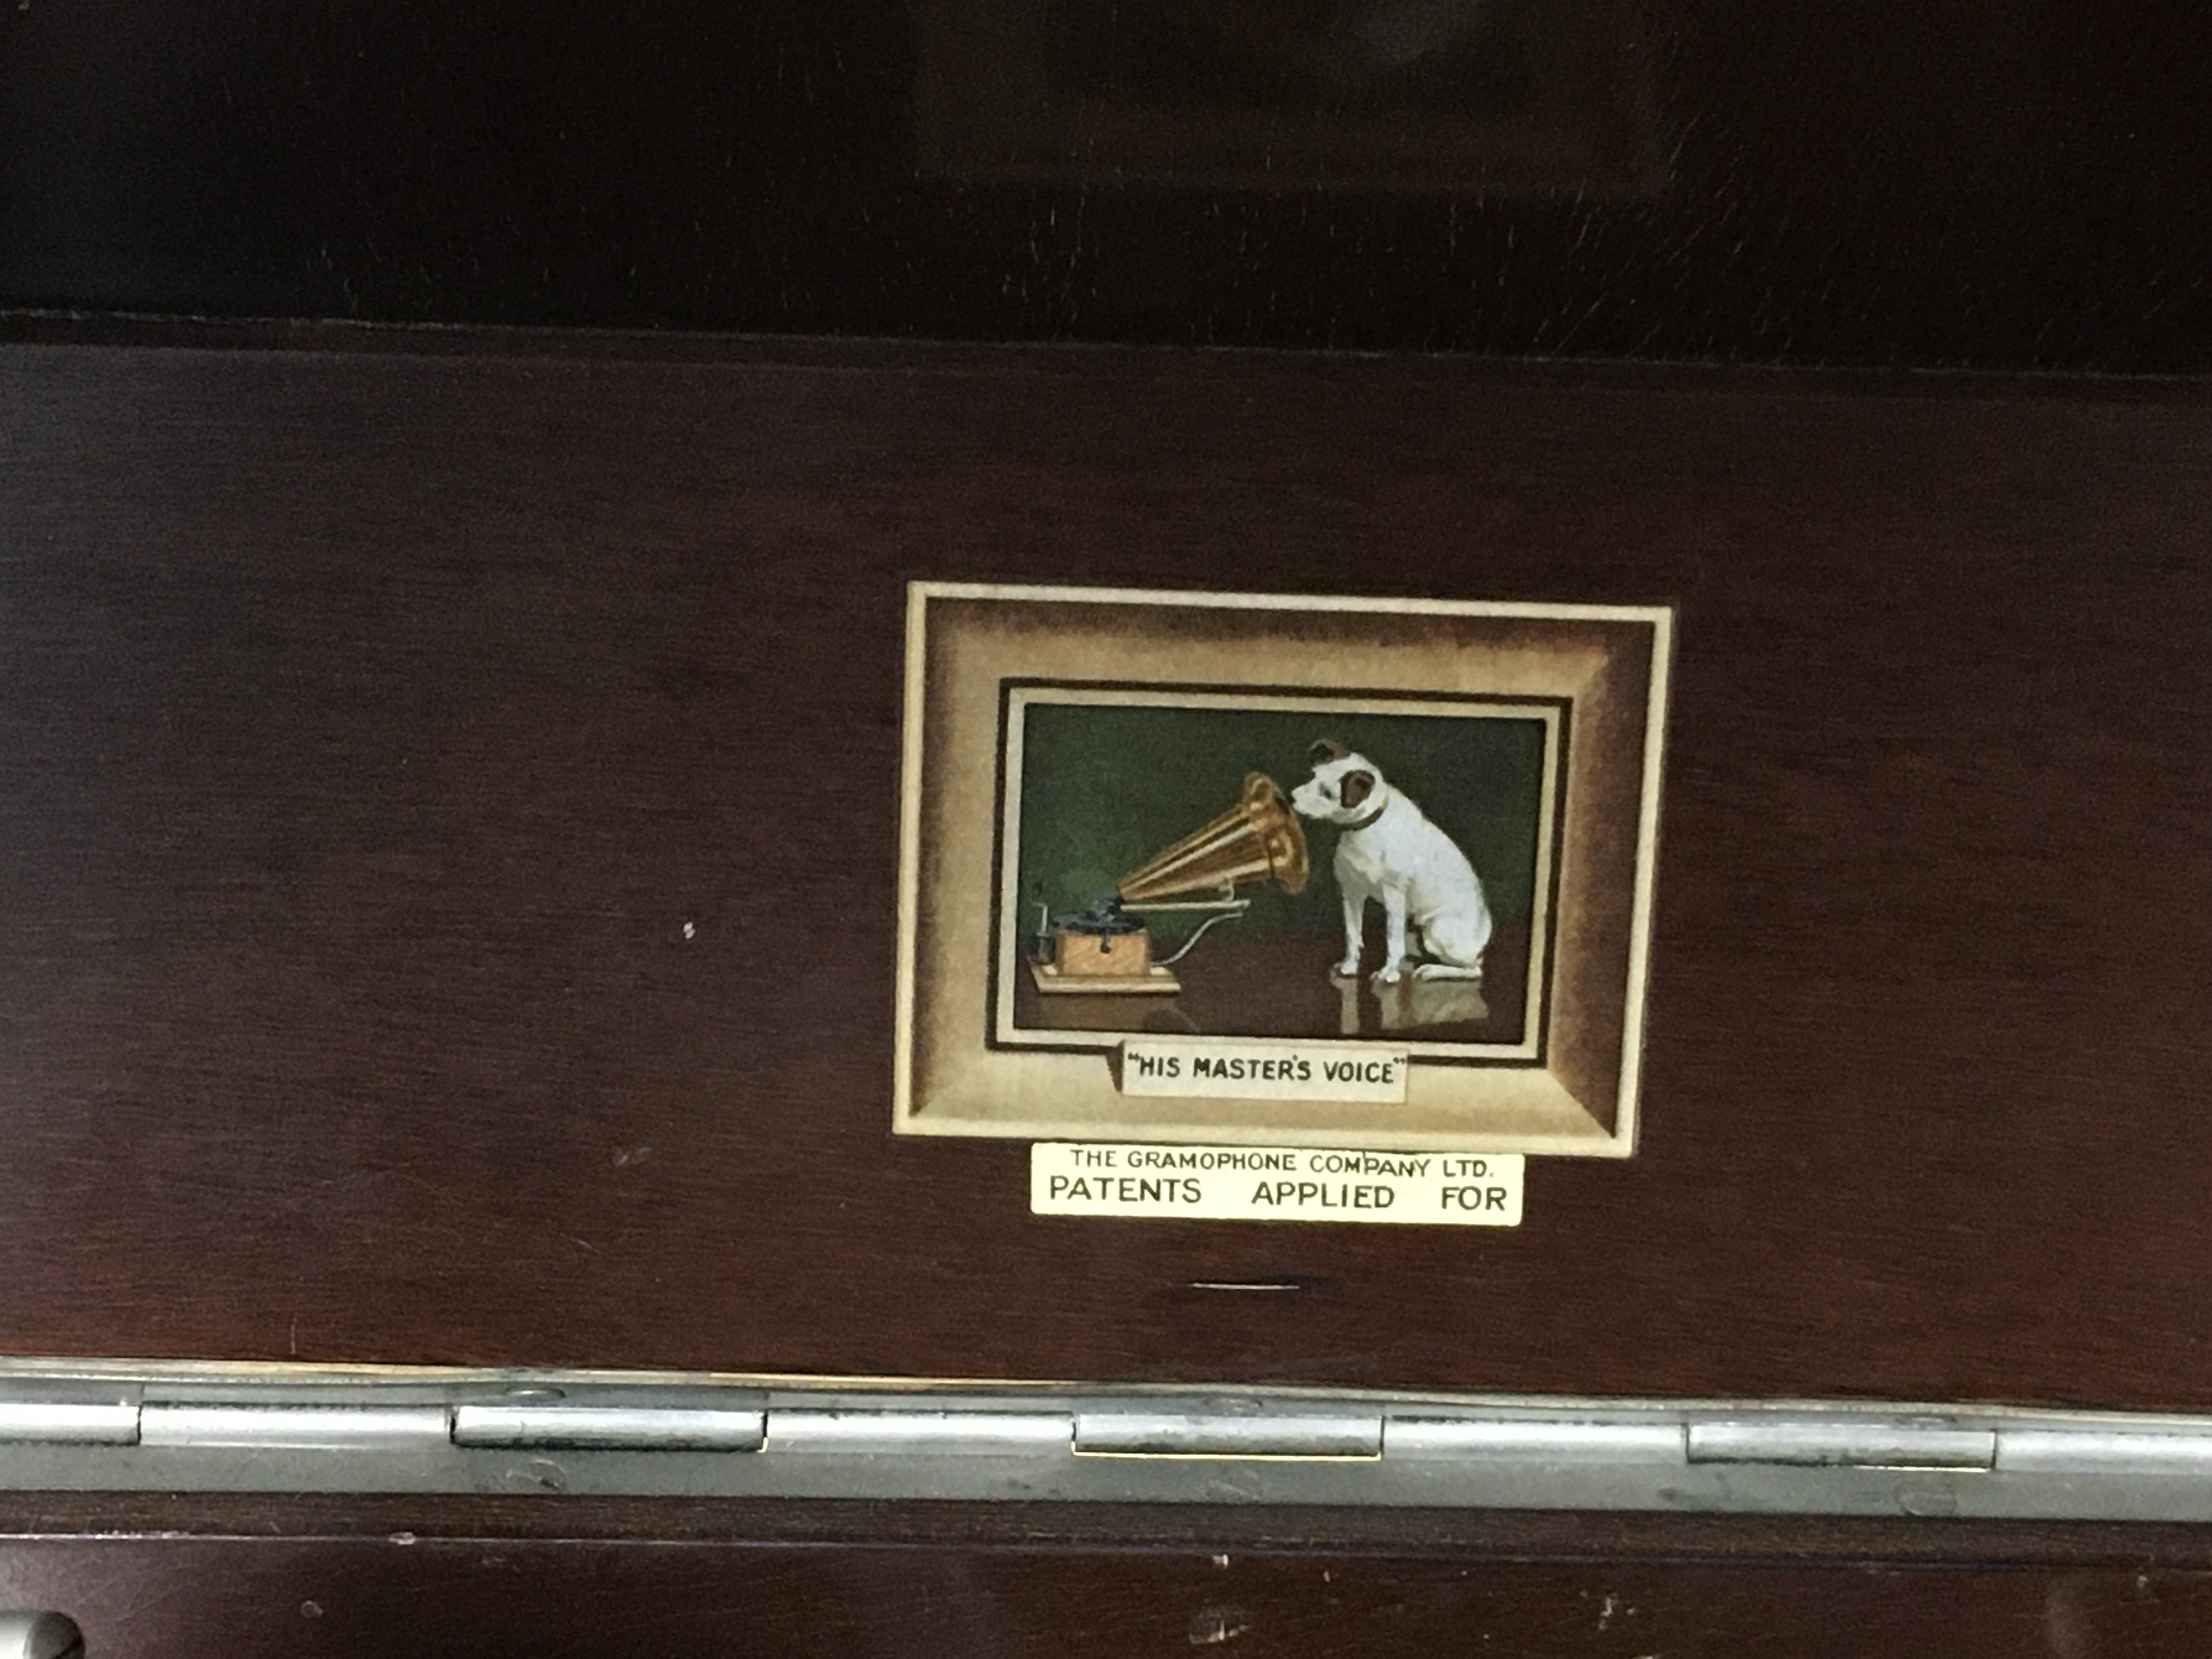 "HIS MASTER'S VOICE"
THE GRAMOPHONE COMPANY LTD.
PATENTS APPLIED FOR